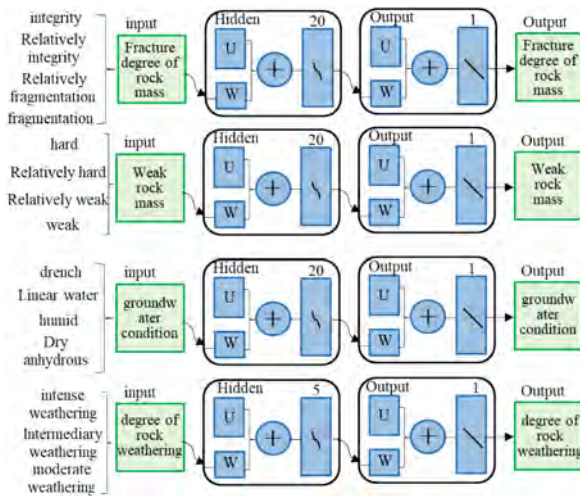 integrity
Relatively
integrity
Relatively
fragmentation
fragmentation
input
Fracture
degree of
rock
mass
Hidden
20
U
W
Output
1
U
W
Output
Fracture
degree of
rock
mass
hard
Relatively hard
Relatively weak
weak
input
Weak
rock
mass
Hidden
20
U
W
Output
1
U
W
Output
Weak
rock
mass
drench
Linear water
humid
Dry
anhydrous
input
groundw
ater
condition
Hidden
20
U
W
Output
1
U
W
Output
groundw
ater
condition
intense
weathering
Intermediary
weathering
moderate
weathering
input
degree of
rock
weathering
Hidden
5
U
W
Output
1
U
W
Output
degree of
rock
weathering